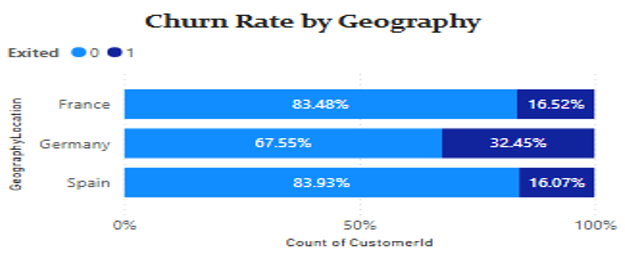 Churn Rate by Geography
Exited 0 1
GeographyLocation
France 83.48% 16.52%
Germany 67.55% 32.45%
Spain 83.93% 16.07%
0% 50% 100%
Count of CustomerId